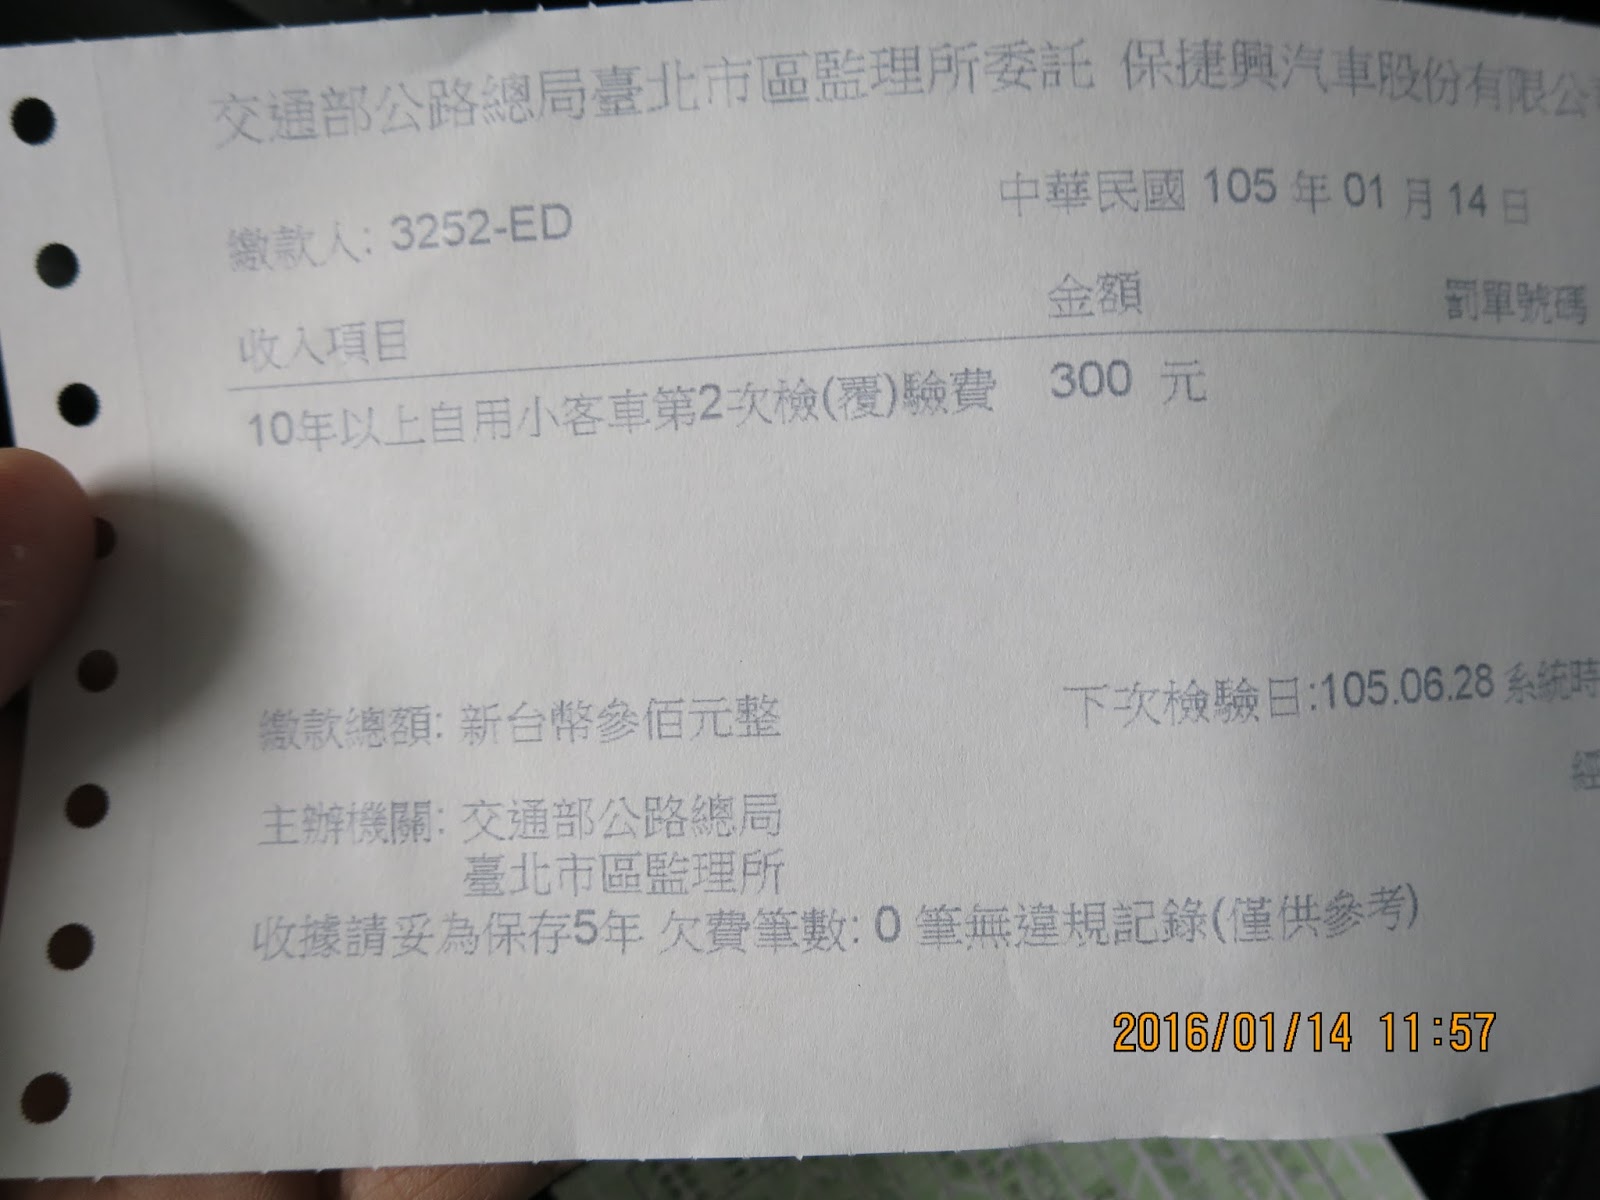 交通部公路總局臺北市區監理所委託 保捷興汽車股份有限公
中華民國 105 年 01 月 14 日
繳款人: 3252-ED
收入項目 金額 罰單號碼
10年以上自用小客車第2次檢(覆)驗費 300 元
繳款總額: 新台幣參佰元整 下次檢驗日:105.06.28 系統時
主辦機關: 交通部公路總局
臺北市區監理所
收據請妥為保存5年 欠費筆數: 0 筆無違規記錄(僅供參考)
2016/01/14 11:57